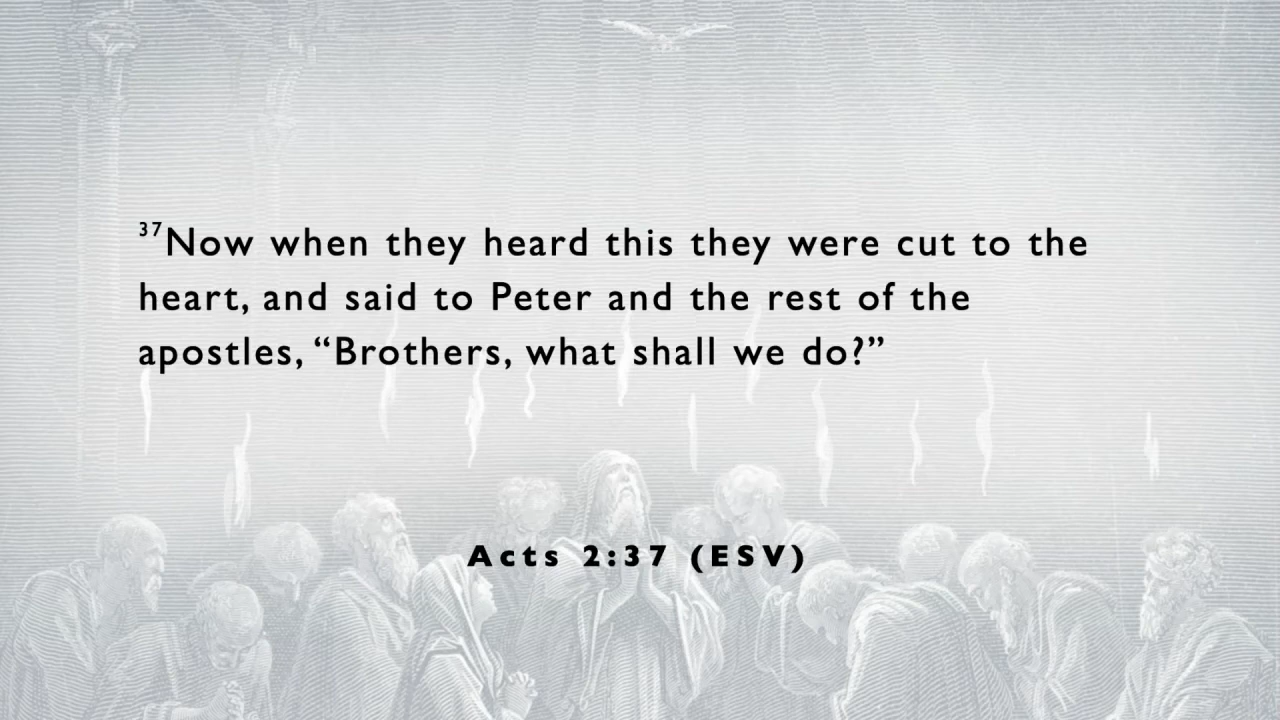 ³⁷Now when they heard this they were cut to the
heart, and said to Peter and the rest of the
apostles, “Brothers, what shall we do?”
Acts 2:37 (ESV)